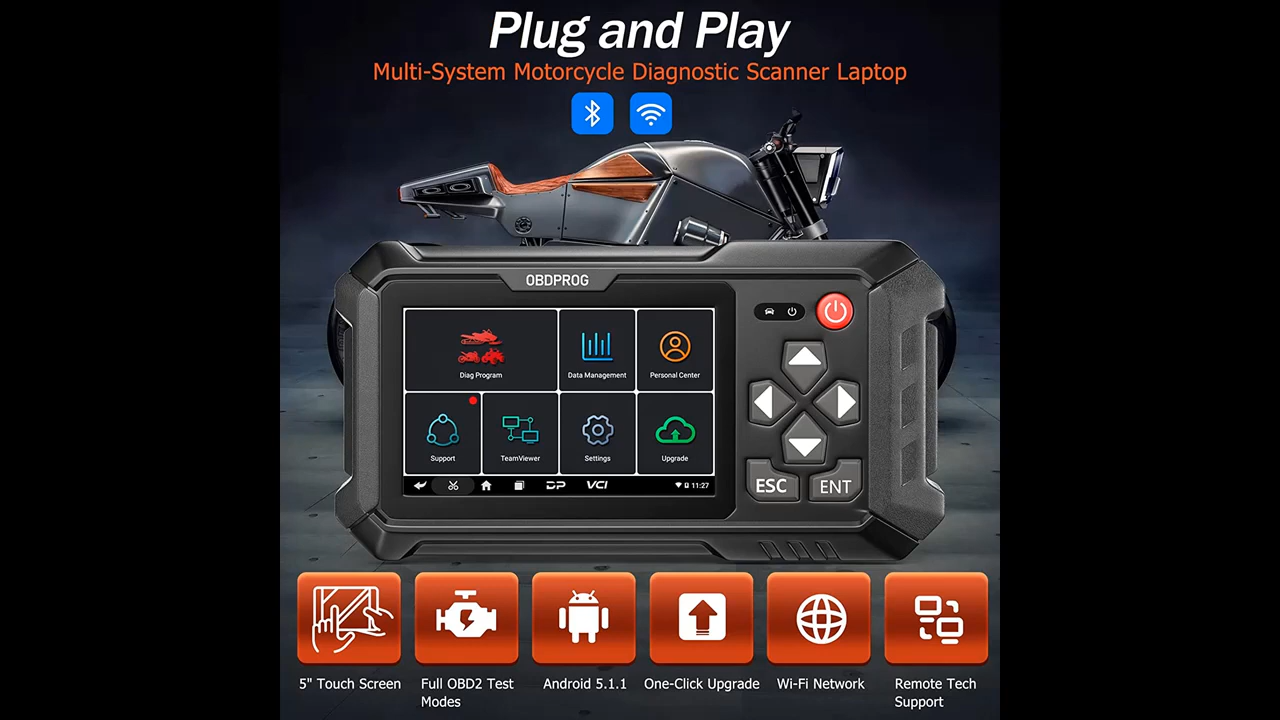 Plug and Play
Multi-System Motorcycle Diagnostic Scanner Laptop
OBDPROG
Diag Program
Data Management
Personal Center
Support
TeamViewer
Settings
Upgrade
DP
VCI
11:27
ESC
ENT
5" Touch Screen
Full OBD2 Test
Modes
Android 5.1.1
One-Click Upgrade
Wi-Fi Network
Remote Tech
Support